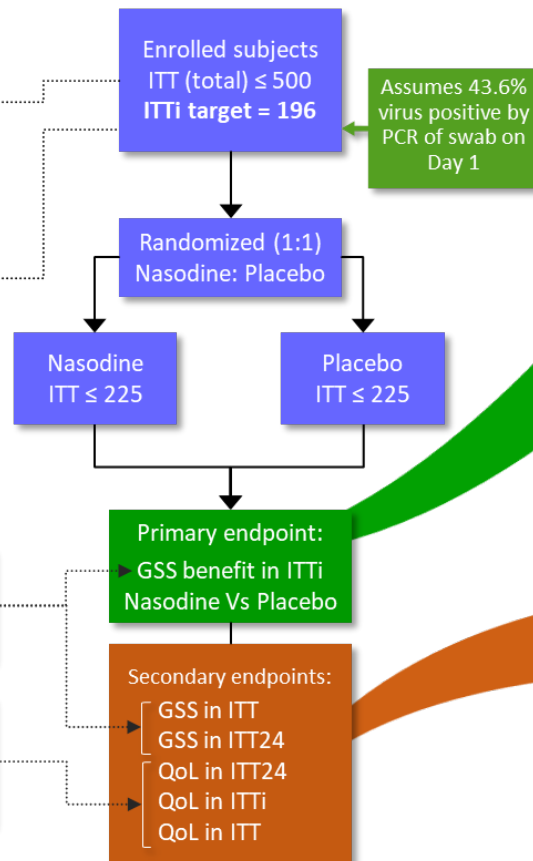 Enrolled subjects
ITT (total) ≤ 500
ITTi target = 196
Assumes 43.6%
virus positive by
PCR of swab on
Day 1
Randomized (1:1)
Nasodine: Placebo
Nasodine
ITT ≤ 225
Placebo
ITT ≤ 225
Primary endpoint:
GSS benefit in ITTi
Nasodine Vs Placebo
Secondary endpoints:
GSS in ITT
GSS in ITT24
QoL in ITT24
QoL in ITTi
QoL in ITT